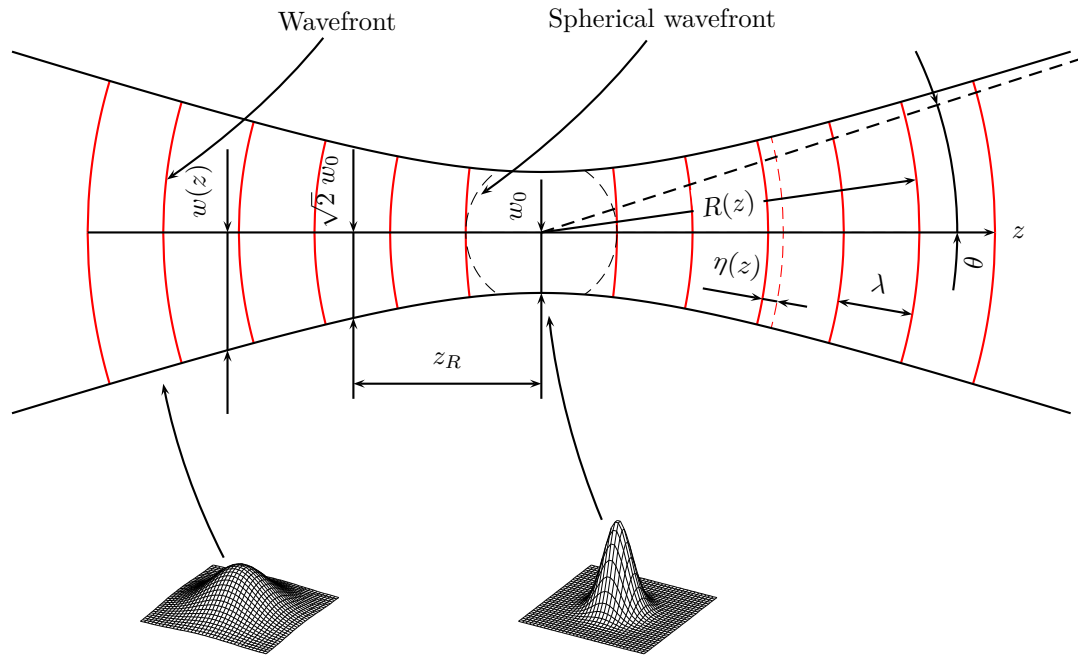 Wavefront
Spherical wavefront
w(z)
√2 w₀
w₀
R(z)
z
η(z)
λ
θ
z_R